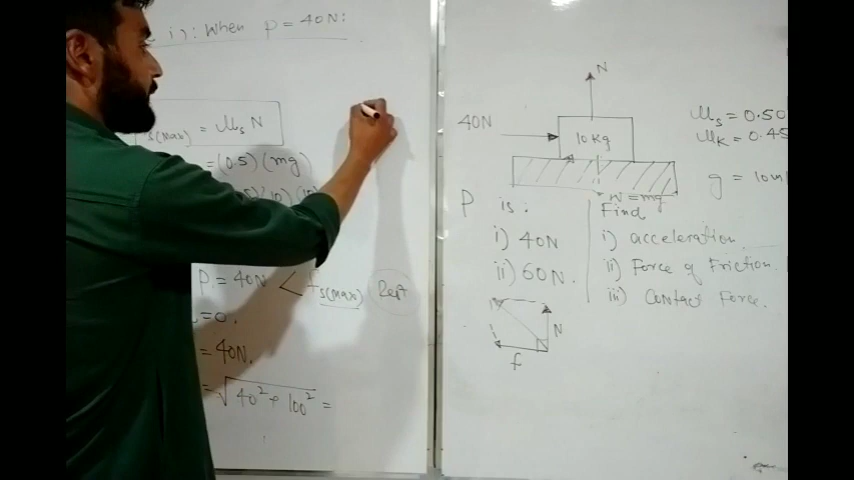 i): When P = 40N:
fs(max) = μs N
= (0.5) (mg)
P = 40N < fs(max) Rest
= 0.
= 40N.
= √40² + 100² =
N
40N
10 Kg
μs = 0.50
μk = 0.45
g = 10m
w = mg
P is:
i) 40N
ii) 60N.
Find
i) acceleration.
ii) Force of Friction.
iii) Contact Force.
N
f